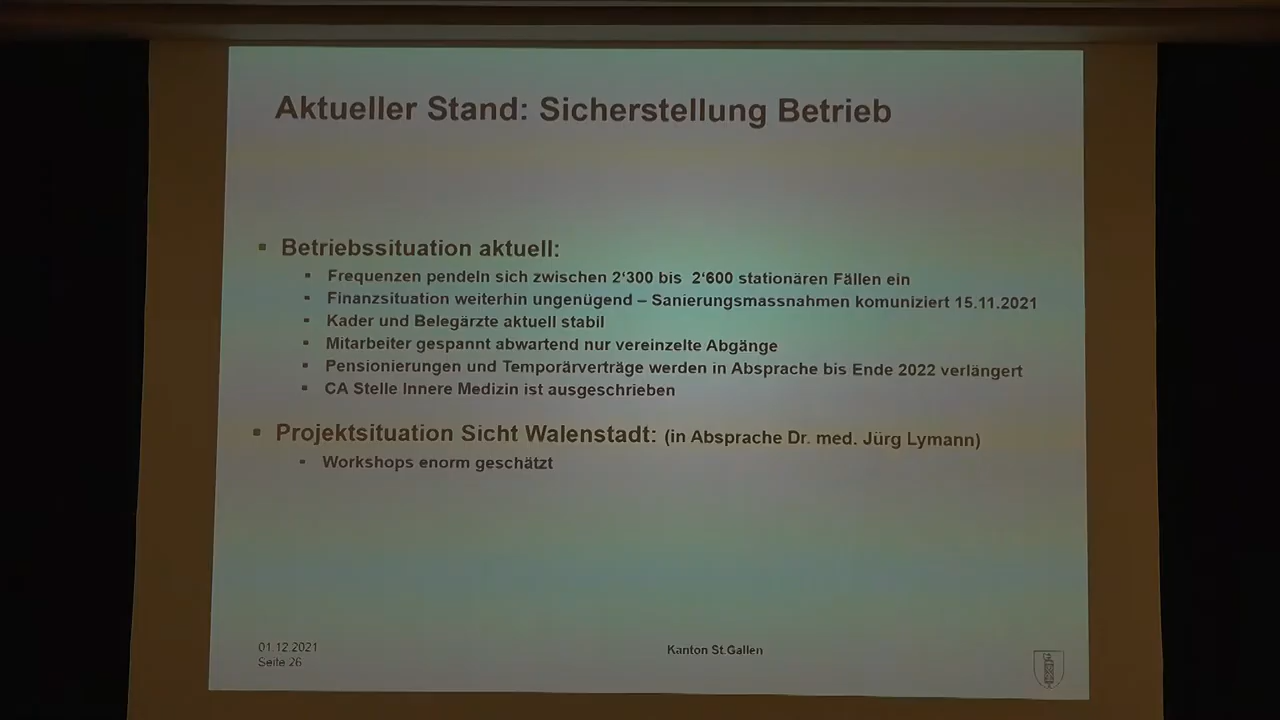 Aktueller Stand: Sicherstellung Betrieb
▪ Betriebssituation aktuell:
▪ Frequenzen pendeln sich zwischen 2‘300 bis 2‘600 stationären Fällen ein
▪ Finanzsituation weiterhin ungenügend – Sanierungsmassnahmen komuniziert 15.11.2021
▪ Kader und Belegärzte aktuell stabil
▪ Mitarbeiter gespannt abwartend nur vereinzelte Abgänge
▪ Pensionierungen und Temporärverträge werden in Absprache bis Ende 2022 verlängert
▪ CA Stelle Innere Medizin ist ausgeschrieben
▪ Projektsituation Sicht Walenstadt: (in Absprache Dr. med. Jürg Lymann)
▪ Workshops enorm geschätzt
01.12.2021
Seite 26
Kanton St.Gallen